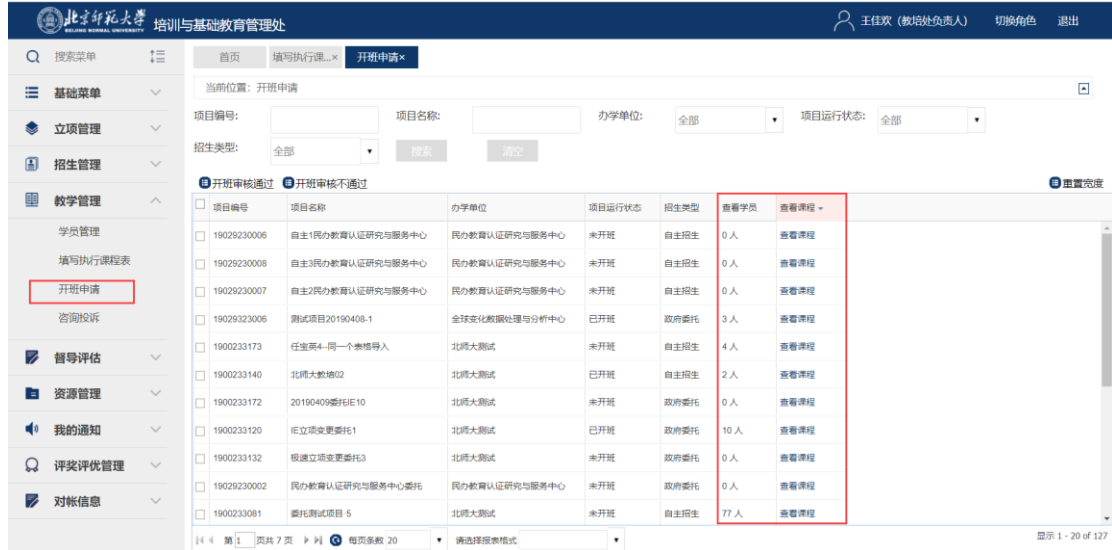 北京师范大学 培训与基础教育管理处 王佳欢（教培处负责人） 切换角色 退出
BEIJING NORMAL UNIVERSITY
搜索菜单
基础菜单
立项管理
招生管理
教学管理
学员管理
填写执行课程表
开班申请
咨询投诉
督导评估
资源管理
我的通知
评奖评优管理
对帐信息
首页 填写执行课...× 开班申请×
当前位置：开班申请
项目编号: 项目名称: 办学单位: 全部 项目运行状态: 全部
招生类型: 全部 搜索 清空
开班审核通过 开班审核不通过 重置宽度
项目编号 项目名称 办学单位 项目运行状态 招生类型 查看学员 查看课程
19029230006 自主1民办教育认证研究与服务中心 民办教育认证研究与服务中心 未开班 自主招生 0 人 查看课程
19029230008 自主3民办教育认证研究与服务中心 民办教育认证研究与服务中心 未开班 自主招生 0 人 查看课程
19029230007 自主2民办教育认证研究与服务中心 民办教育认证研究与服务中心 未开班 自主招生 0 人 查看课程
19029323006 测试项目20190408-1 全球变化数据处理与分析中心 已开班 政府委托 3 人 查看课程
1900233173 任宝英4--同一个表格导入 北师大测试 未开班 自主招生 4 人 查看课程
1900233140 北师大教培02 北师大测试 已开班 自主招生 2 人 查看课程
1900233172 20190409委托IE10 北师大测试 未开班 政府委托 0 人 查看课程
1900233120 IE立项变更委托1 北师大测试 已开班 政府委托 10 人 查看课程
1900233132 极速立项变更委托3 北师大测试 未开班 政府委托 0 人 查看课程
19029230002 民办教育认证研究与服务中心委托 民办教育认证研究与服务中心 未开班 政府委托 0 人 查看课程
1900233081 委托测试项目 5 北师大测试 未开班 自主招生 77 人 查看课程
第 1 页共 7 页 每页条数 20 请选择报表格式 显示 1 - 20 of 127